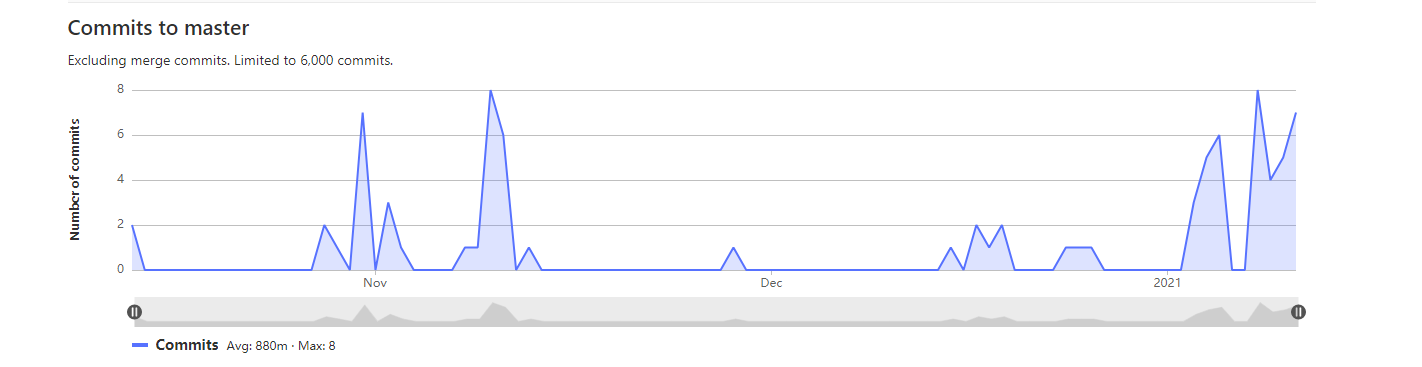 Commits to master
Excluding merge commits. Limited to 6,000 commits.
Number of commits
8
6
4
2
0
Nov Dec 2021
Commits Avg: 880m · Max: 8